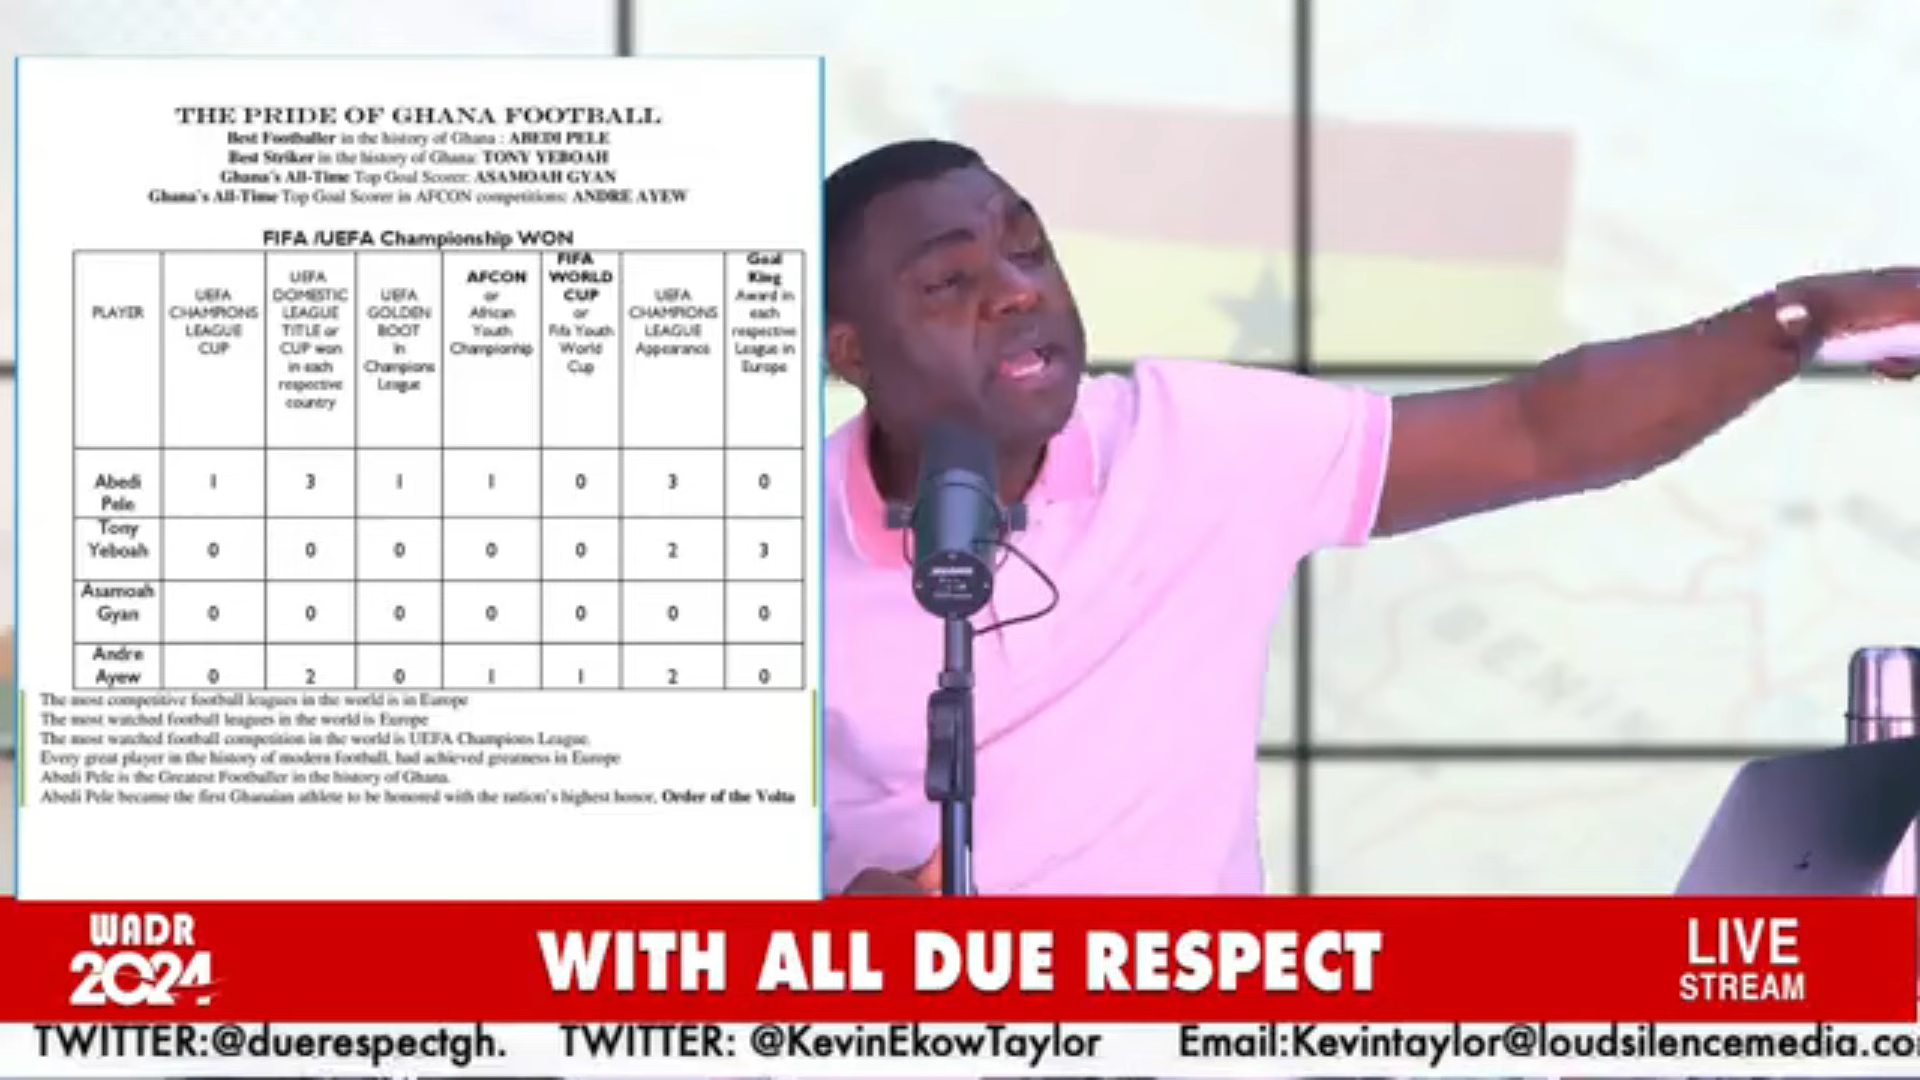 THE PRIDE OF GHANA FOOTBALL
Best Footballer in the history of Ghana : ABEDI PELE
Best Striker in the history of Ghana: TONY YEBOAH
Ghana's All-Time Top Goal Scorer: ASAMOAH GYAN
Ghana's All-Time Top Goal Scorer in AFCON competitions: ANDRE AYEW
FIFA /UEFA Championship WON
PLAYER
UEFA
CHAMPIONS
LEAGUE
CUP
UEFA
DOMESTIC
LEAGUE
TITLE or
CUP won
in each
respective
country
UEFA
GOLDEN
BOOT
In
Champions
League
AFCON
or
African
Youth
Championhip
FIFA
WORLD
CUP
or
Fifa Youth
World
Cup
UEFA
CHAMPIONS
LEAGUE
Appearance
Goal
King
Award in
each
respective
League in
Europe
Abedi
Pele
1 3 1 1 0 3 0
Tony
Yeboah
0 0 0 0 0 2 3
Asamoah
Gyan
0 0 0 0 0 0 0
Andre
Ayew
0 2 0 1 1 2 0
The most competitive football leagues in the world is in Europe
The most watched football leagues in the world is Europe
The most watched football competition in the world is UEFA Champions League.
Every great player in the history of modern football, had achieved greatness in Europe
Abedi Pele is the Greatest Footballer in the history of Ghana.
Abedi Pele became the first Ghanaian athlete to be honored with the nation's highest honor, Order of the Volta
BENIN
WADR
2024
WITH ALL DUE RESPECT
LIVE
STREAM
TWITTER:@duerespectgh. TWITTER: @KevinEkowTaylor Email:Kevintaylor@loudsilencemedia.co